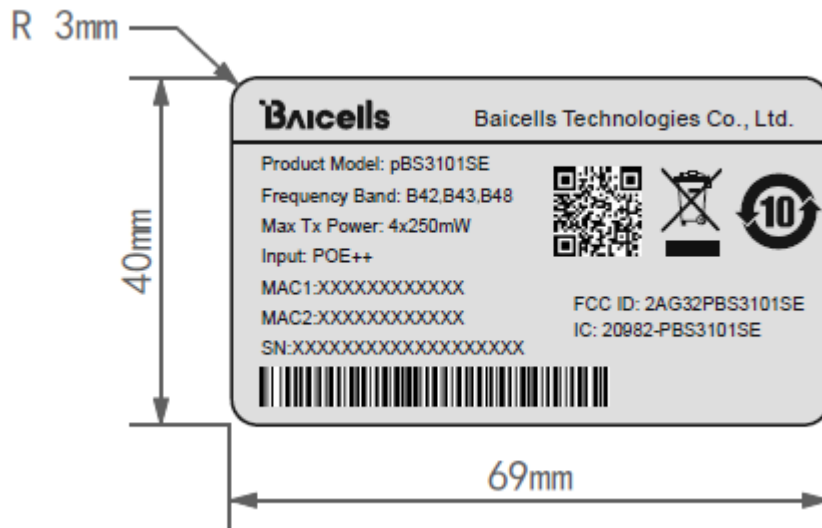 R 3mm
Baicells Baicells Technologies Co., Ltd.
Product Model: pBS3101SE
Frequency Band: B42,B43,B48
Max Tx Power: 4x250mW
Input: POE++
MAC1:XXXXXXXXXXXX
MAC2:XXXXXXXXXXXX
SN:XXXXXXXXXXXXXXXXXXX
10
FCC ID: 2AG32PBS3101SE
IC: 20982-PBS3101SE
40mm
69mm